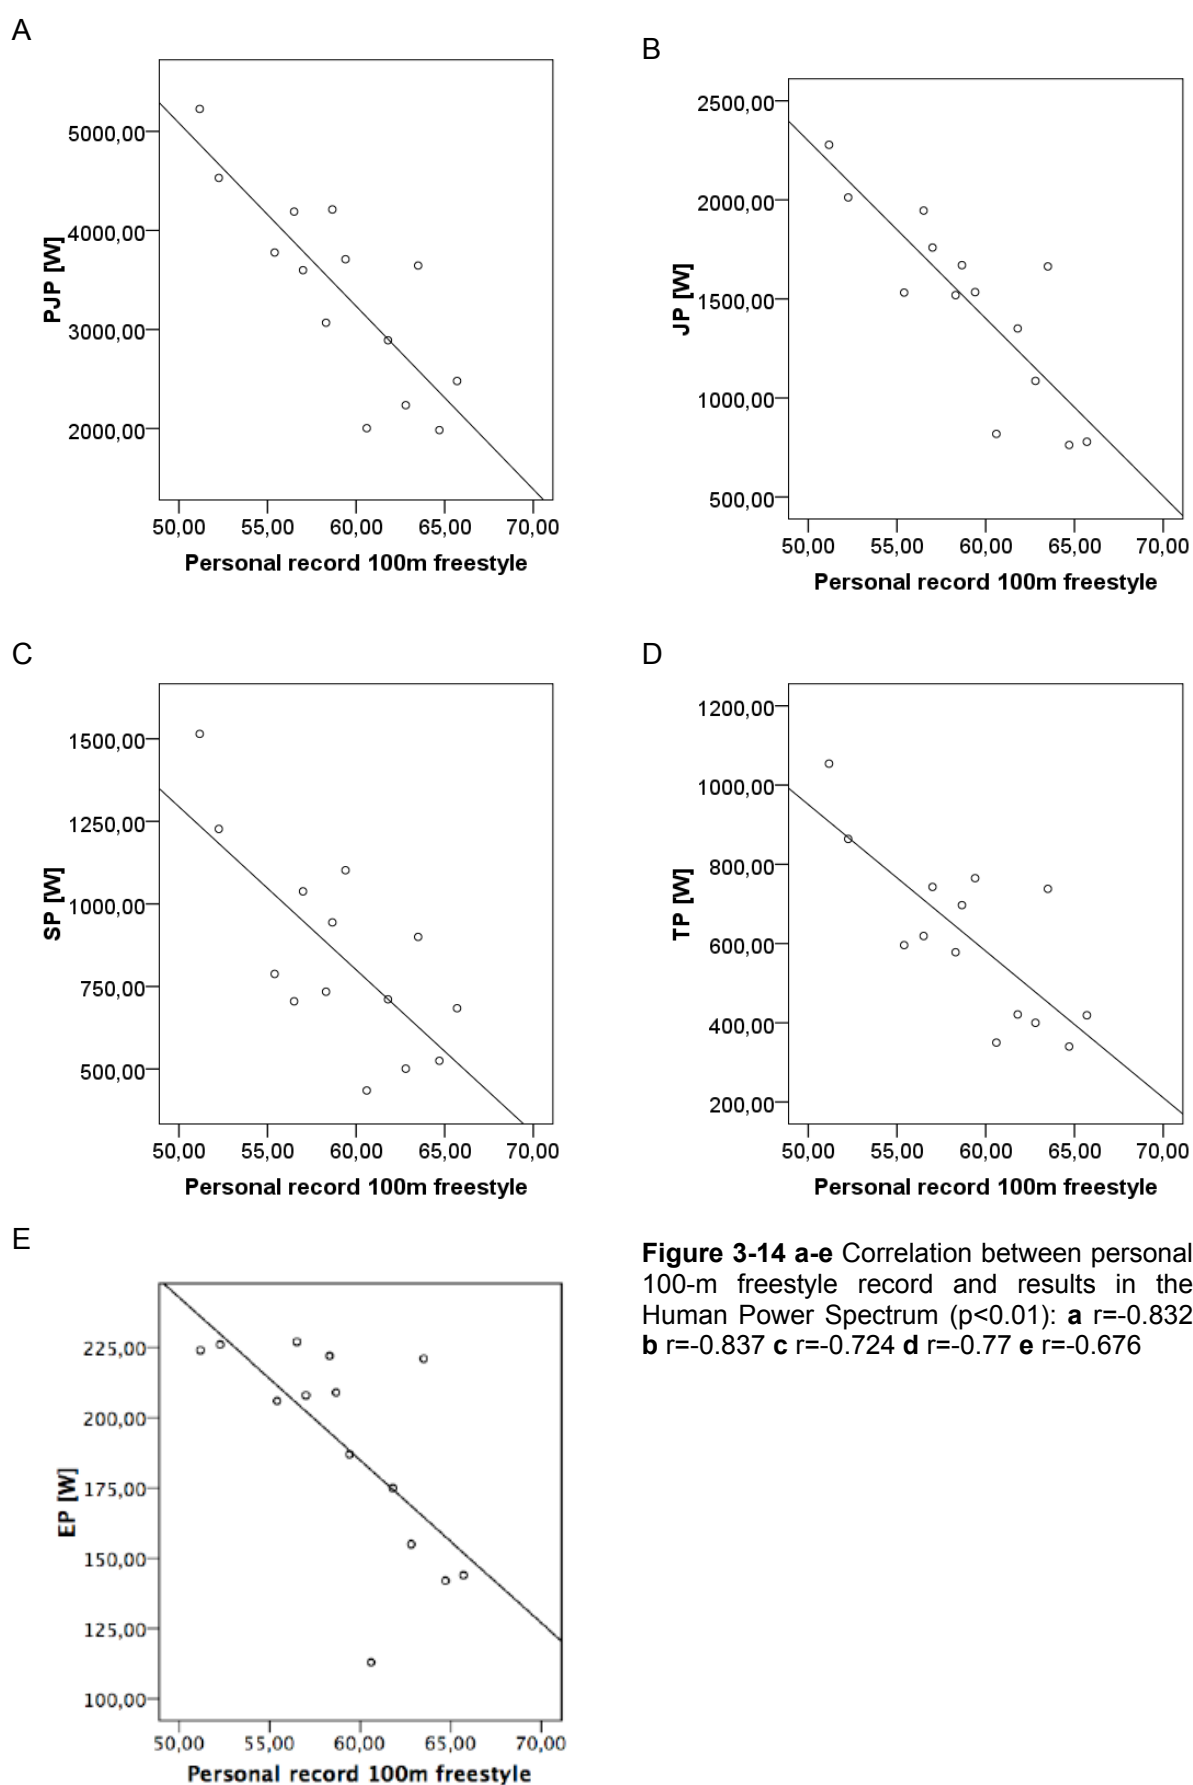 A
5000,00
4000,00
3000,00
2000,00
PJP [W]
50,00 55,00 60,00 65,00 70,00
Personal record 100m freestyle
B
2500,00
2000,00
1500,00
1000,00
500,00
JP [W]
50,00 55,00 60,00 65,00 70,00
Personal record 100m freestyle
C
1500,00
1250,00
1000,00
750,00
500,00
SP [W]
50,00 55,00 60,00 65,00 70,00
Personal record 100m freestyle
D
1200,00
1000,00
800,00
600,00
400,00
200,00
TP [W]
50,00 55,00 60,00 65,00 70,00
Personal record 100m freestyle
E
225,00
200,00
175,00
150,00
125,00
100,00
EP [W]
50,00 55,00 60,00 65,00 70,00
Personal record 100m freestyle
Figure 3-14 a-e Correlation between personal
100-m freestyle record and results in the
Human Power Spectrum (p<0.01): a r=-0.832
b r=-0.837 c r=-0.724 d r=-0.77 e r=-0.676